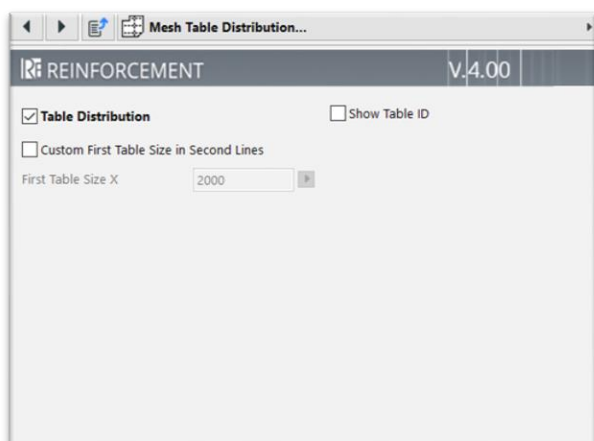 Mesh Table Distribution...
REINFORCEMENT V.4.00
Table Distribution Show Table ID
Custom First Table Size in Second Lines
First Table Size X 2000